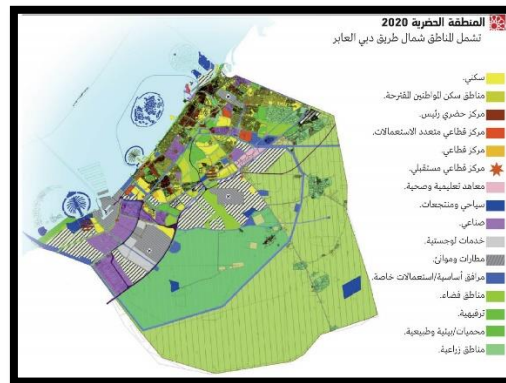 المنطقة الحضرية 2020
تشمل المناطق شمال طريق دبي العابر
سكني.
مناطق سكن المواطنين المقترحة.
مركز حضري رئيس.
مركز قطاعي متعدد الاستعمالات.
مركز قطاعي.
مركز قطاعي مستقبلي.
معاهد تعليمية وصحية.
سياحي ومنتجعات.
صناعي.
خدمات لوجستية.
مطارات وموانئ.
مرافق أساسية/استعمالات خاصة.
مناطق فضاء.
ترفيهية.
محميات/بيئية وطبيعية.
مناطق زراعية.